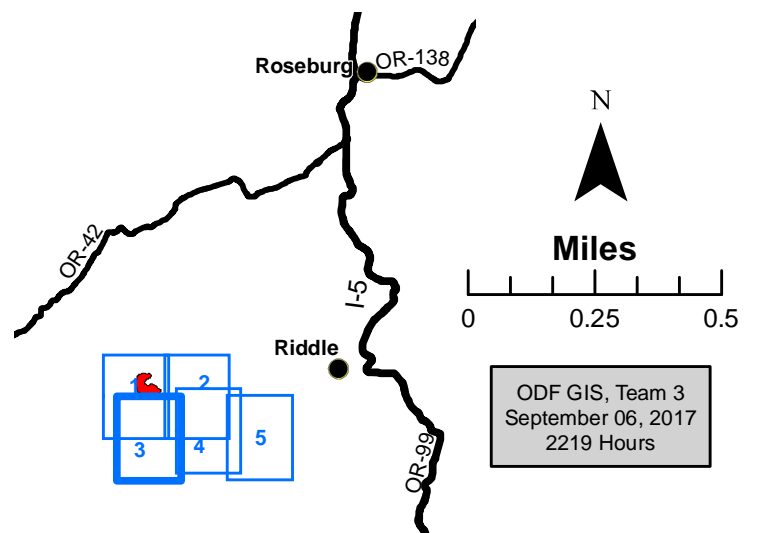 Roseburg
OR-138
N
Miles
0 0.25 0.5
OR-42
I-5
Riddle
1 2
3 4 5
OR-99
ODF GIS, Team 3
September 06, 2017
2219 Hours